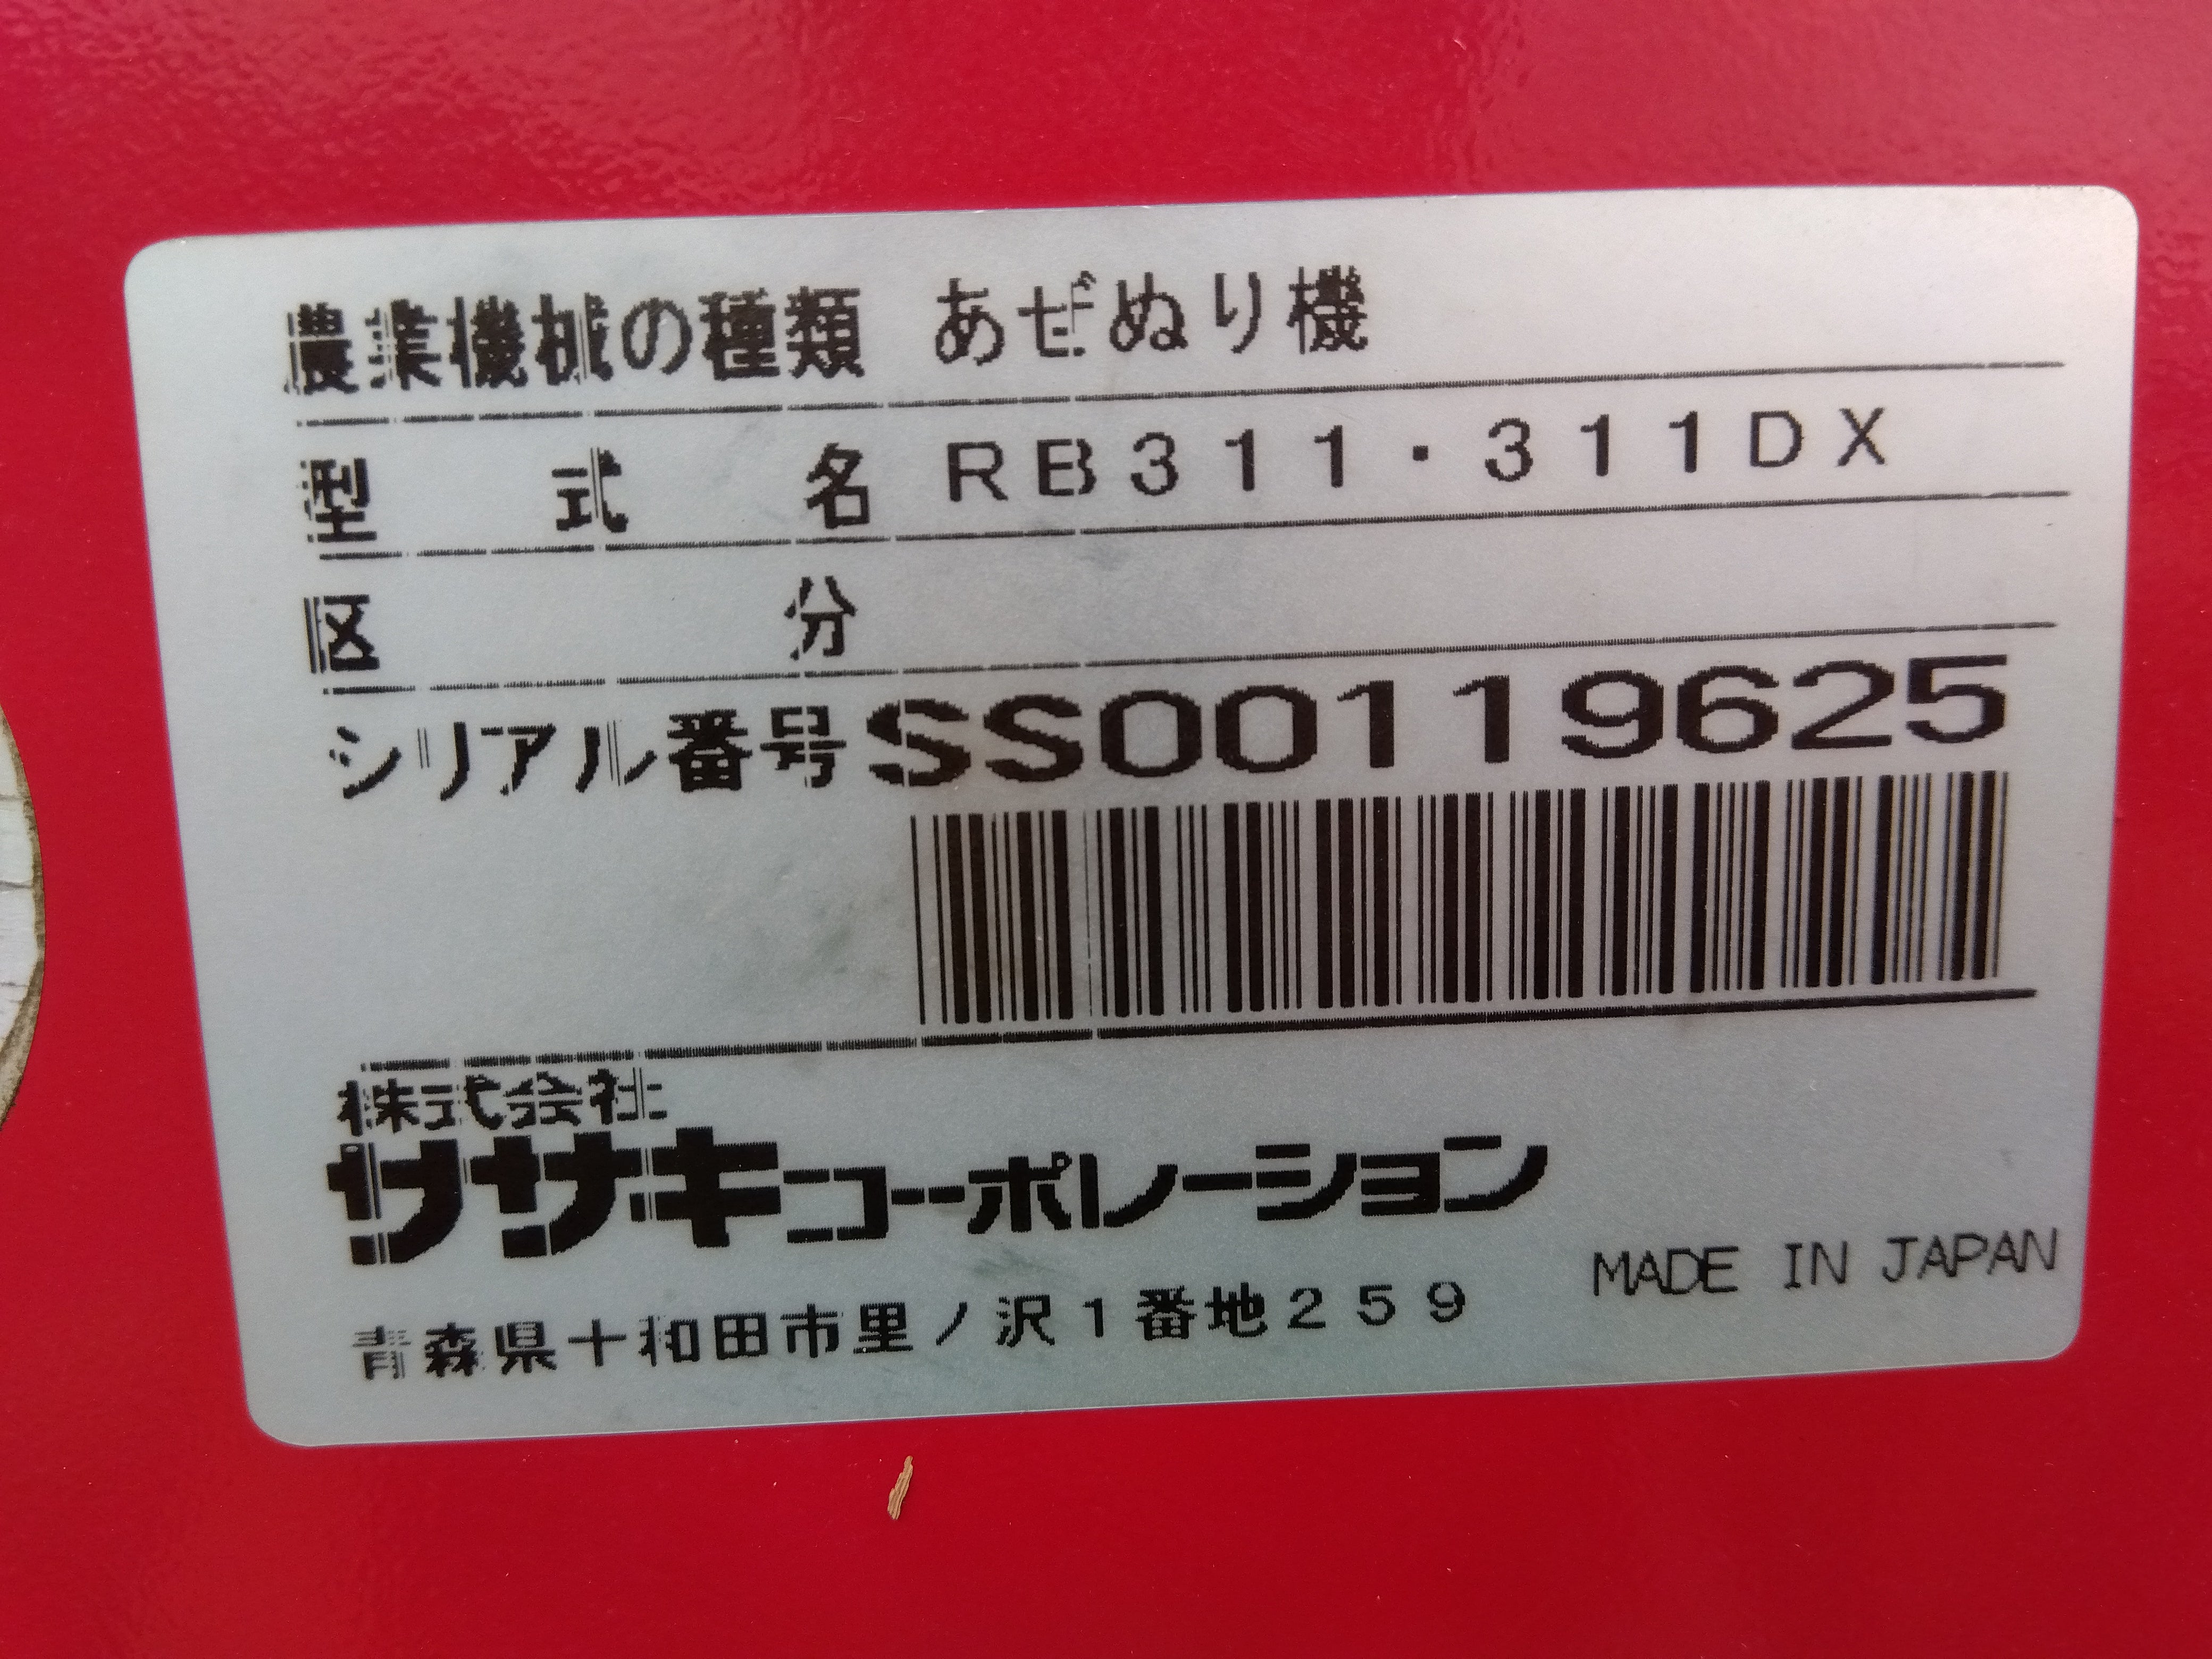 農業機械の種類 あぜぬり機
型式名 RB311・311DX
区分
シリアル番号 SS00119625
株式会社
ササキコーポレーション
MADE IN JAPAN
青森県十和田市里ノ沢1番地259